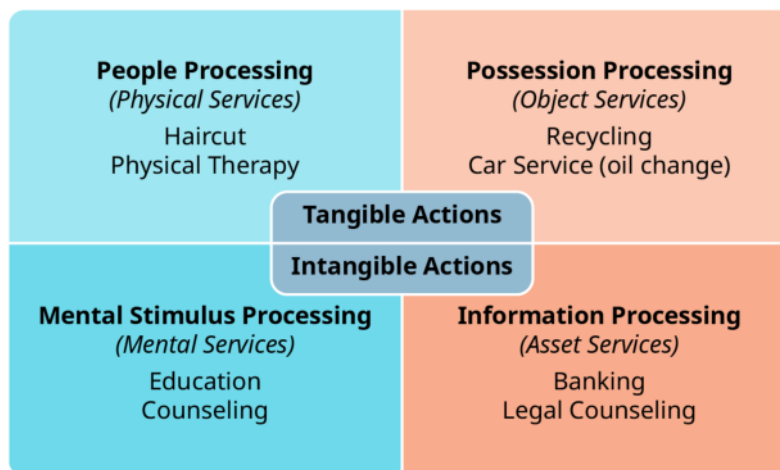 People Processing
(Physical Services)
Haircut
Physical Therapy
Possession Processing
(Object Services)
Recycling
Car Service (oil change)
Tangible Actions
Intangible Actions
Mental Stimulus Processing
(Mental Services)
Education
Counseling
Information Processing
(Asset Services)
Banking
Legal Counseling